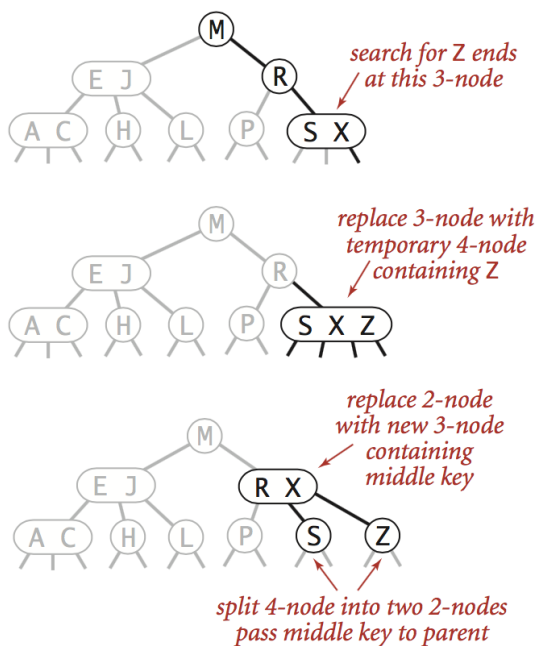 M
search for Z ends
at this 3-node
E J
R
A C
H
L
P
S X
M
replace 3-node with
temporary 4-node
containing Z
E J
R
A C
H
L
P
S X Z
replace 2-node
with new 3-node
containing
middle key
M
E J
R X
A C
H
L
P
S
Z
split 4-node into two 2-nodes
pass middle key to parent